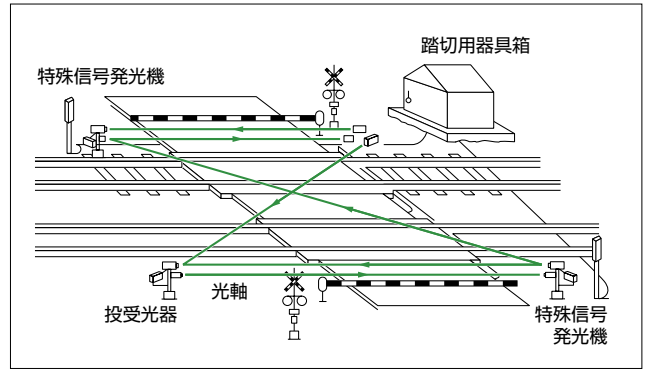 踏切用器具箱
特殊信号発光機
光軸
投受光器
特殊信号
発光機